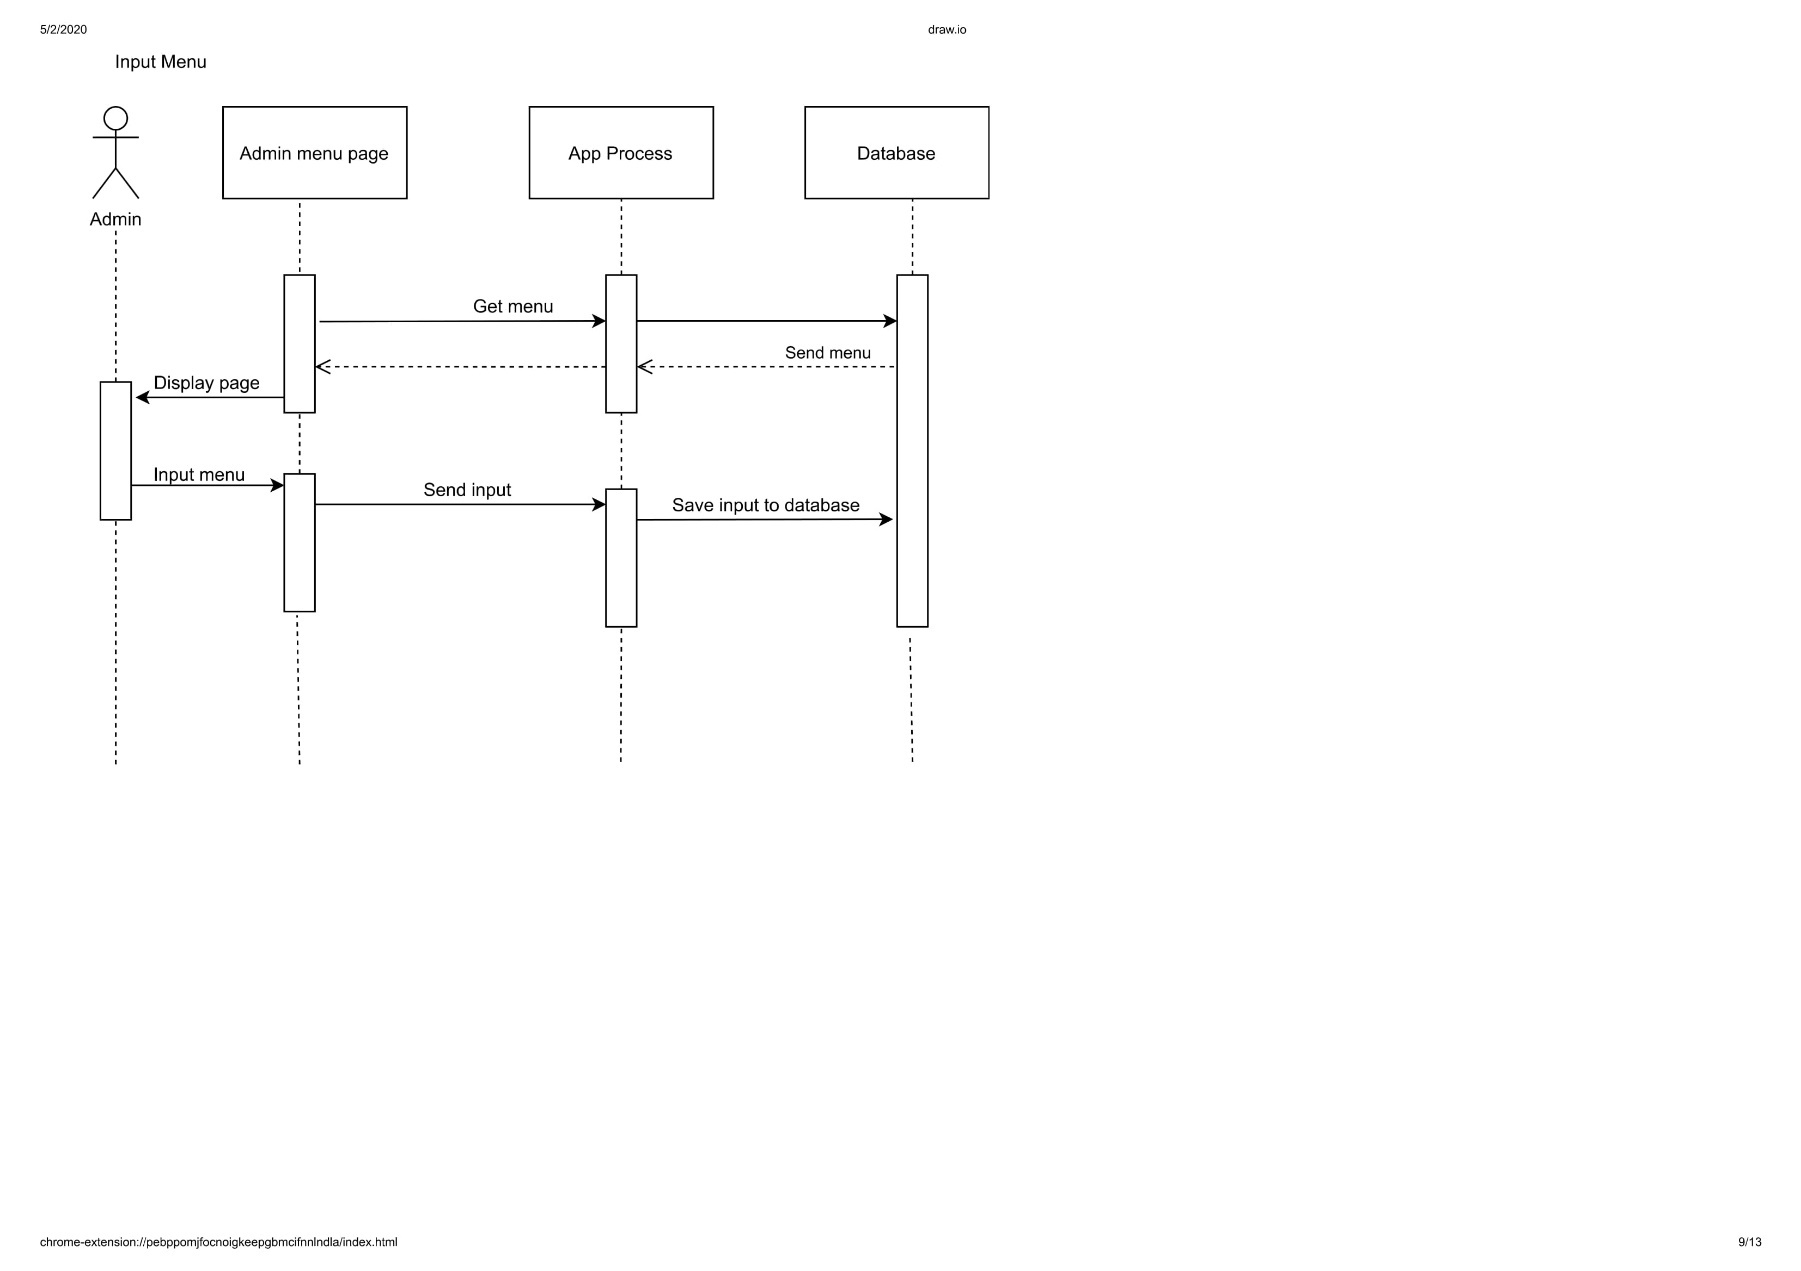 5/2/2020
draw.io
Input Menu
Admin menu page
App Process
Database
Admin
Get menu
Send menu
Display page
Input menu
Send input
Save input to database
chrome-extension://pebppomjfocnoigkeepgbmcifnnlndla/index.html
9/13